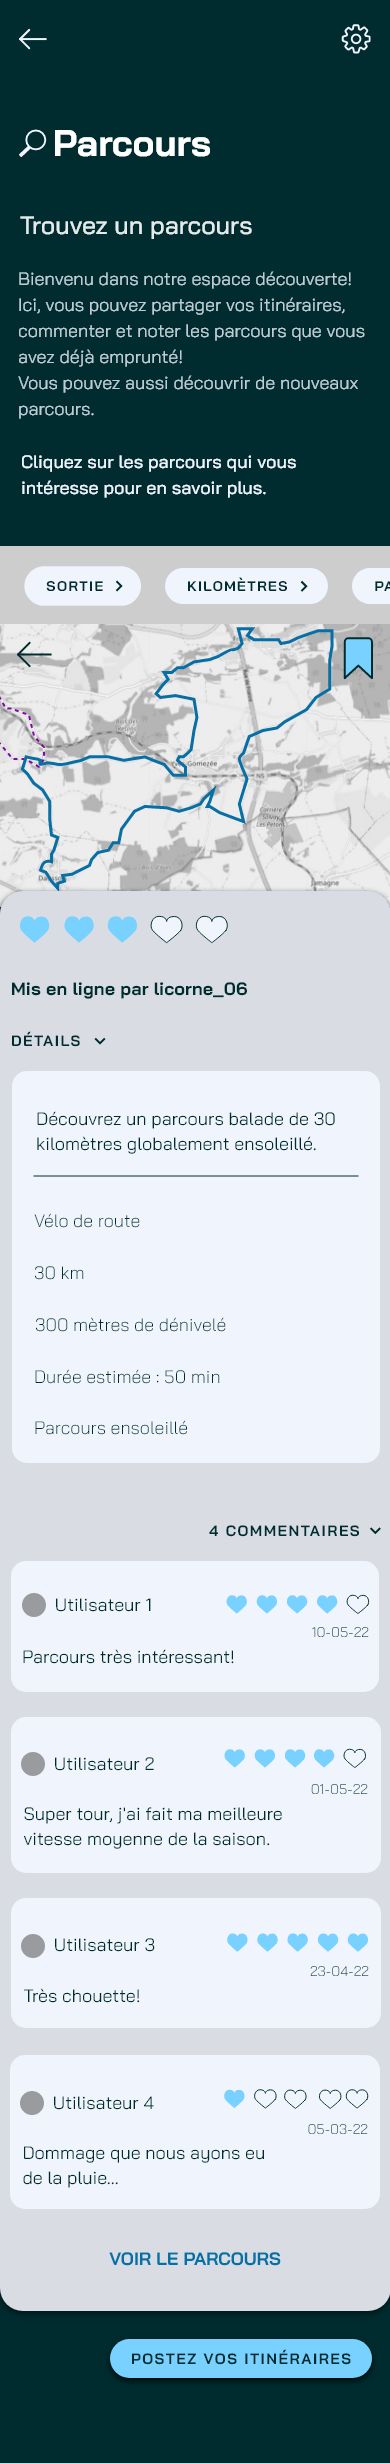 Parcours
Trouvez un parcours
Bienvenu dans notre espace découverte!
Ici, vous pouvez partager vos itinéraires,
commenter et noter les parcours que vous
avez déjà emprunté!
Vous pouvez aussi découvrir de nouveaux
parcours.
Cliquez sur les parcours qui vous
intéresse pour en savoir plus.
SORTIE
KILOMÈTRES
PA
Gomezée
N5
Mis en ligne par licorne_06
DÉTAILS
Découvrez un parcours balade de 30
kilomètres globalement ensoleillé.
Vélo de route
30 km
300 mètres de dénivelé
Durée estimée : 50 min
Parcours ensoleillé
4 COMMENTAIRES
Utilisateur 1
10-05-22
Parcours très intéressant!
Utilisateur 2
01-05-22
Super tour, j'ai fait ma meilleure
vitesse moyenne de la saison.
Utilisateur 3
23-04-22
Très chouette!
Utilisateur 4
05-03-22
Dommage que nous ayons eu
de la pluie...
VOIR LE PARCOURS
POSTEZ VOS ITINÉRAIRES